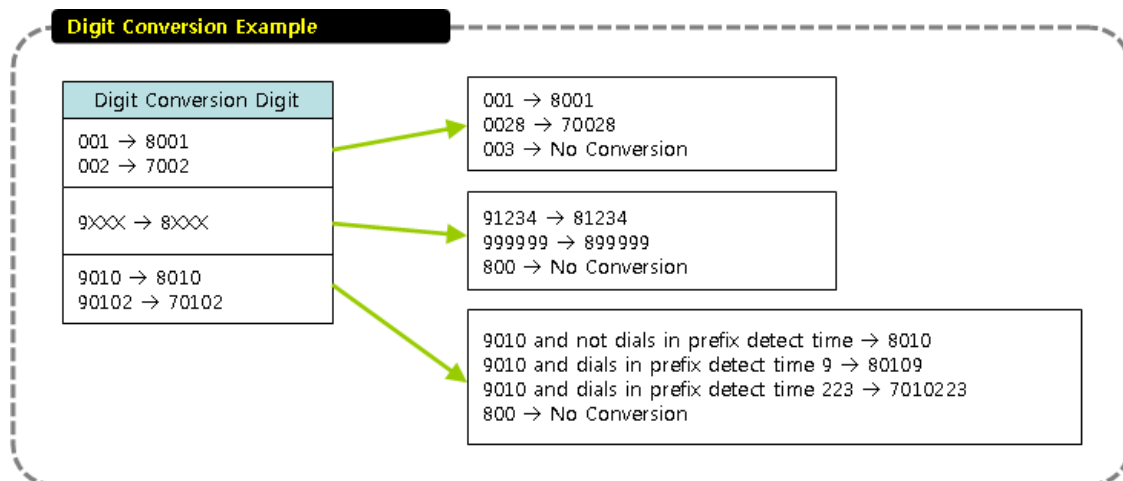 Digit Conversion Example
Digit Conversion Digit
001 → 8001
002 → 7002
9XXX → 8XXX
9010 → 8010
90102 → 70102
001 → 8001
0028 → 70028
003 → No Conversion
91234 → 81234
999999 → 899999
800 → No Conversion
9010 and not dials in prefix detect time → 8010
9010 and dials in prefix detect time 9 → 80109
9010 and dials in prefix detect time 223 → 7010223
800 → No Conversion